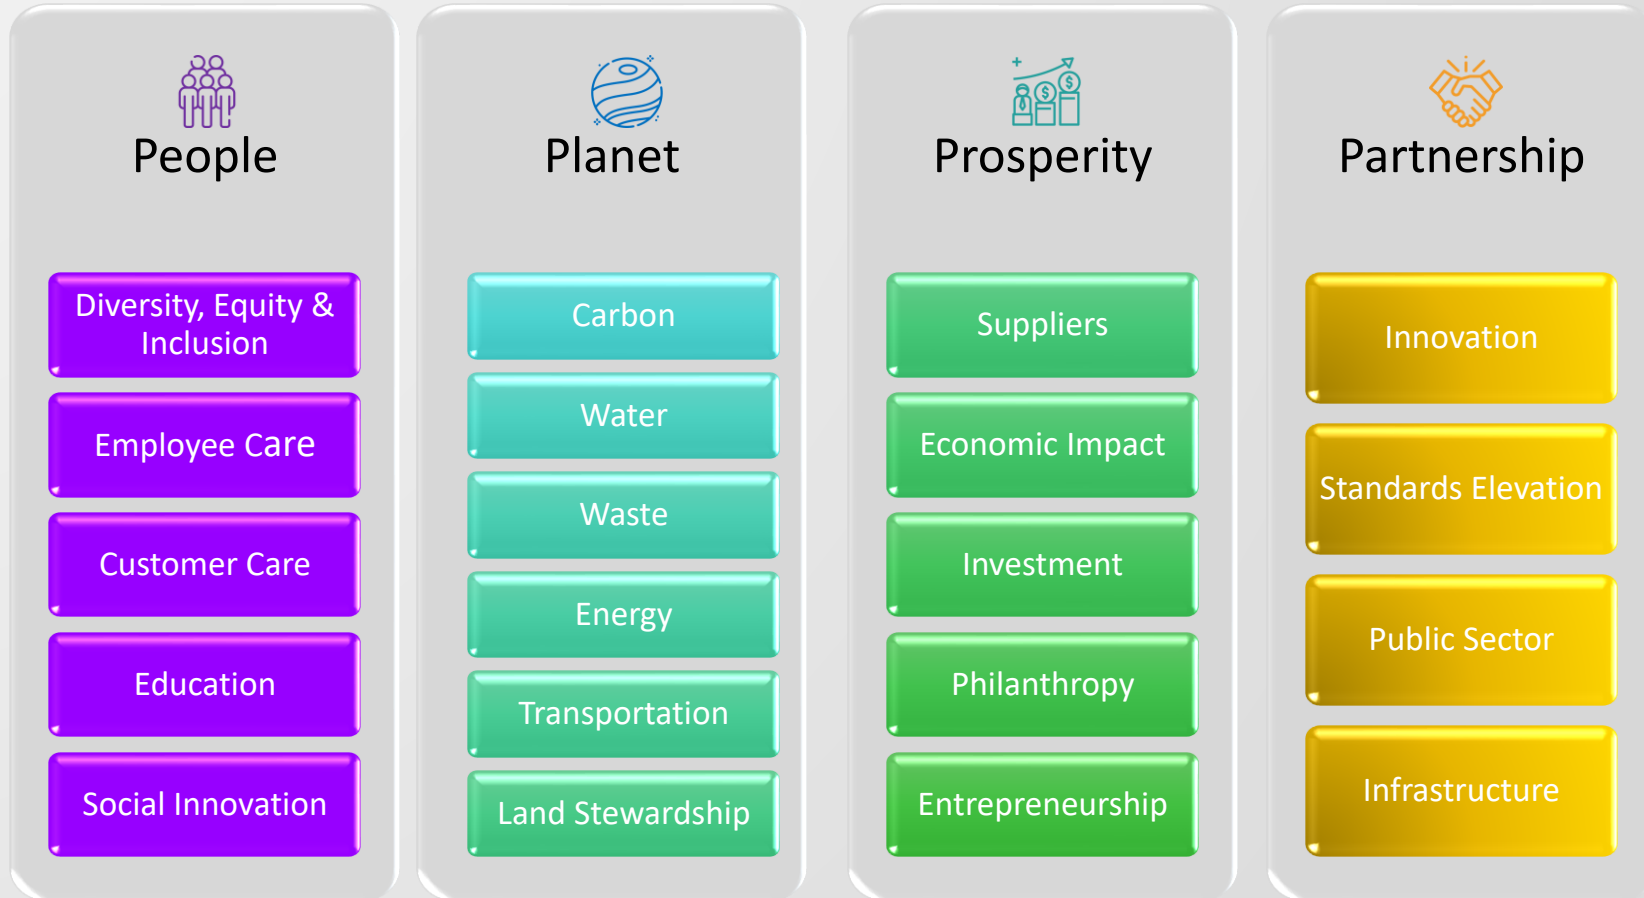 People
Diversity, Equity &
Inclusion
Employee Care
Customer Care
Education
Social Innovation
Planet
Carbon
Water
Waste
Energy
Transportation
Land Stewardship
Prosperity
Suppliers
Economic Impact
Investment
Philanthropy
Entrepreneurship
Partnership
Innovation
Standards Elevation
Public Sector
Infrastructure